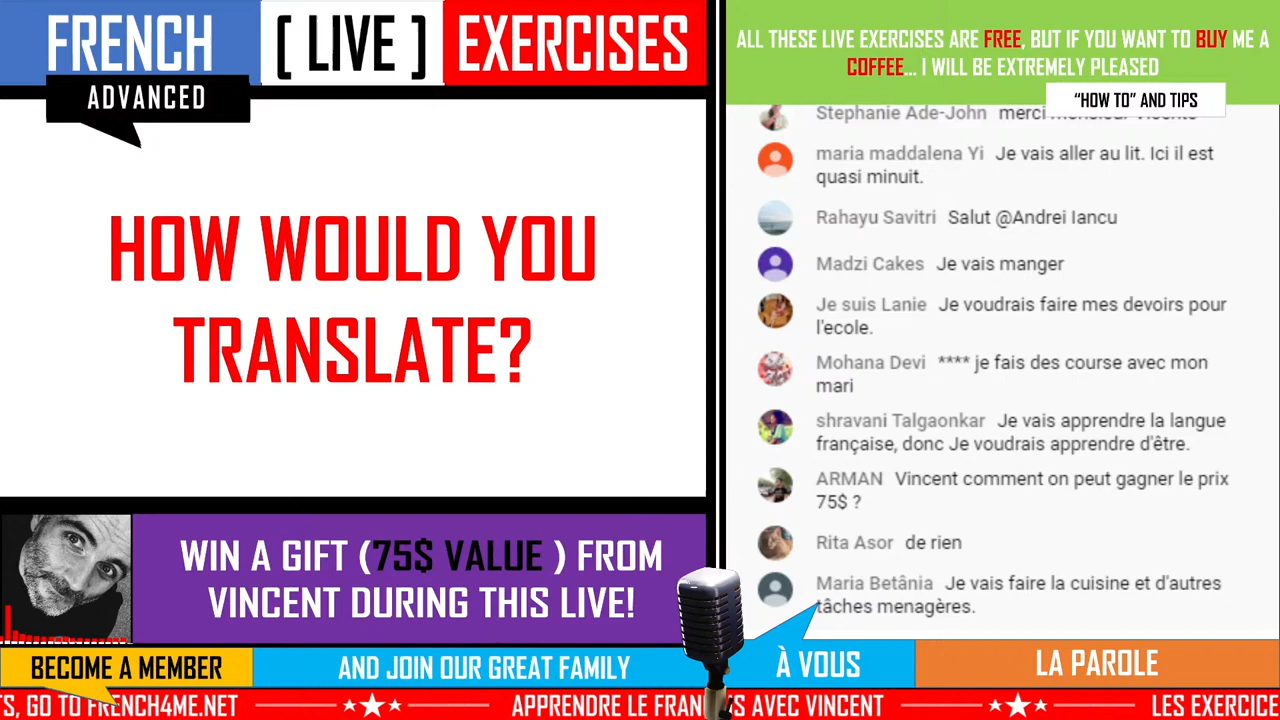 FRENCH [ LIVE ] EXERCISES
ADVANCED
HOW WOULD YOU
TRANSLATE?
WIN A GIFT (75$ VALUE ) FROM
VINCENT DURING THIS LIVE!
ALL THESE LIVE EXERCISES ARE FREE, BUT IF YOU WANT TO BUY ME A
COFFEE... I WILL BE EXTREMELY PLEASED
“HOW TO” AND TIPS
Stephanie Ade-John merci monsieur
maria maddalena Yi Je vais aller au lit. Ici il est
quasi minuit.
Rahayu Savitri Salut @Andrei Iancu
Madzi Cakes Je vais manger
Je suis Lanie Je voudrais faire mes devoirs pour
l'ecole.
Mohana Devi **** je fais des course avec mon
mari
shravani Talgaonkar Je vais apprendre la langue
française, donc Je voudrais apprendre d'être.
ARMAN Vincent comment on peut gagner le prix
75$ ?
Rita Asor de rien
Maria Betânia Je vais faire la cuisine et d'autres
tâches menagères.
BECOME A MEMBER AND JOIN OUR GREAT FAMILY À VOUS LA PAROLE
TS, GO TO FRENCH4ME.NET APPRENDRE LE FRAN IS AVEC VINCENT LES EXERCICE